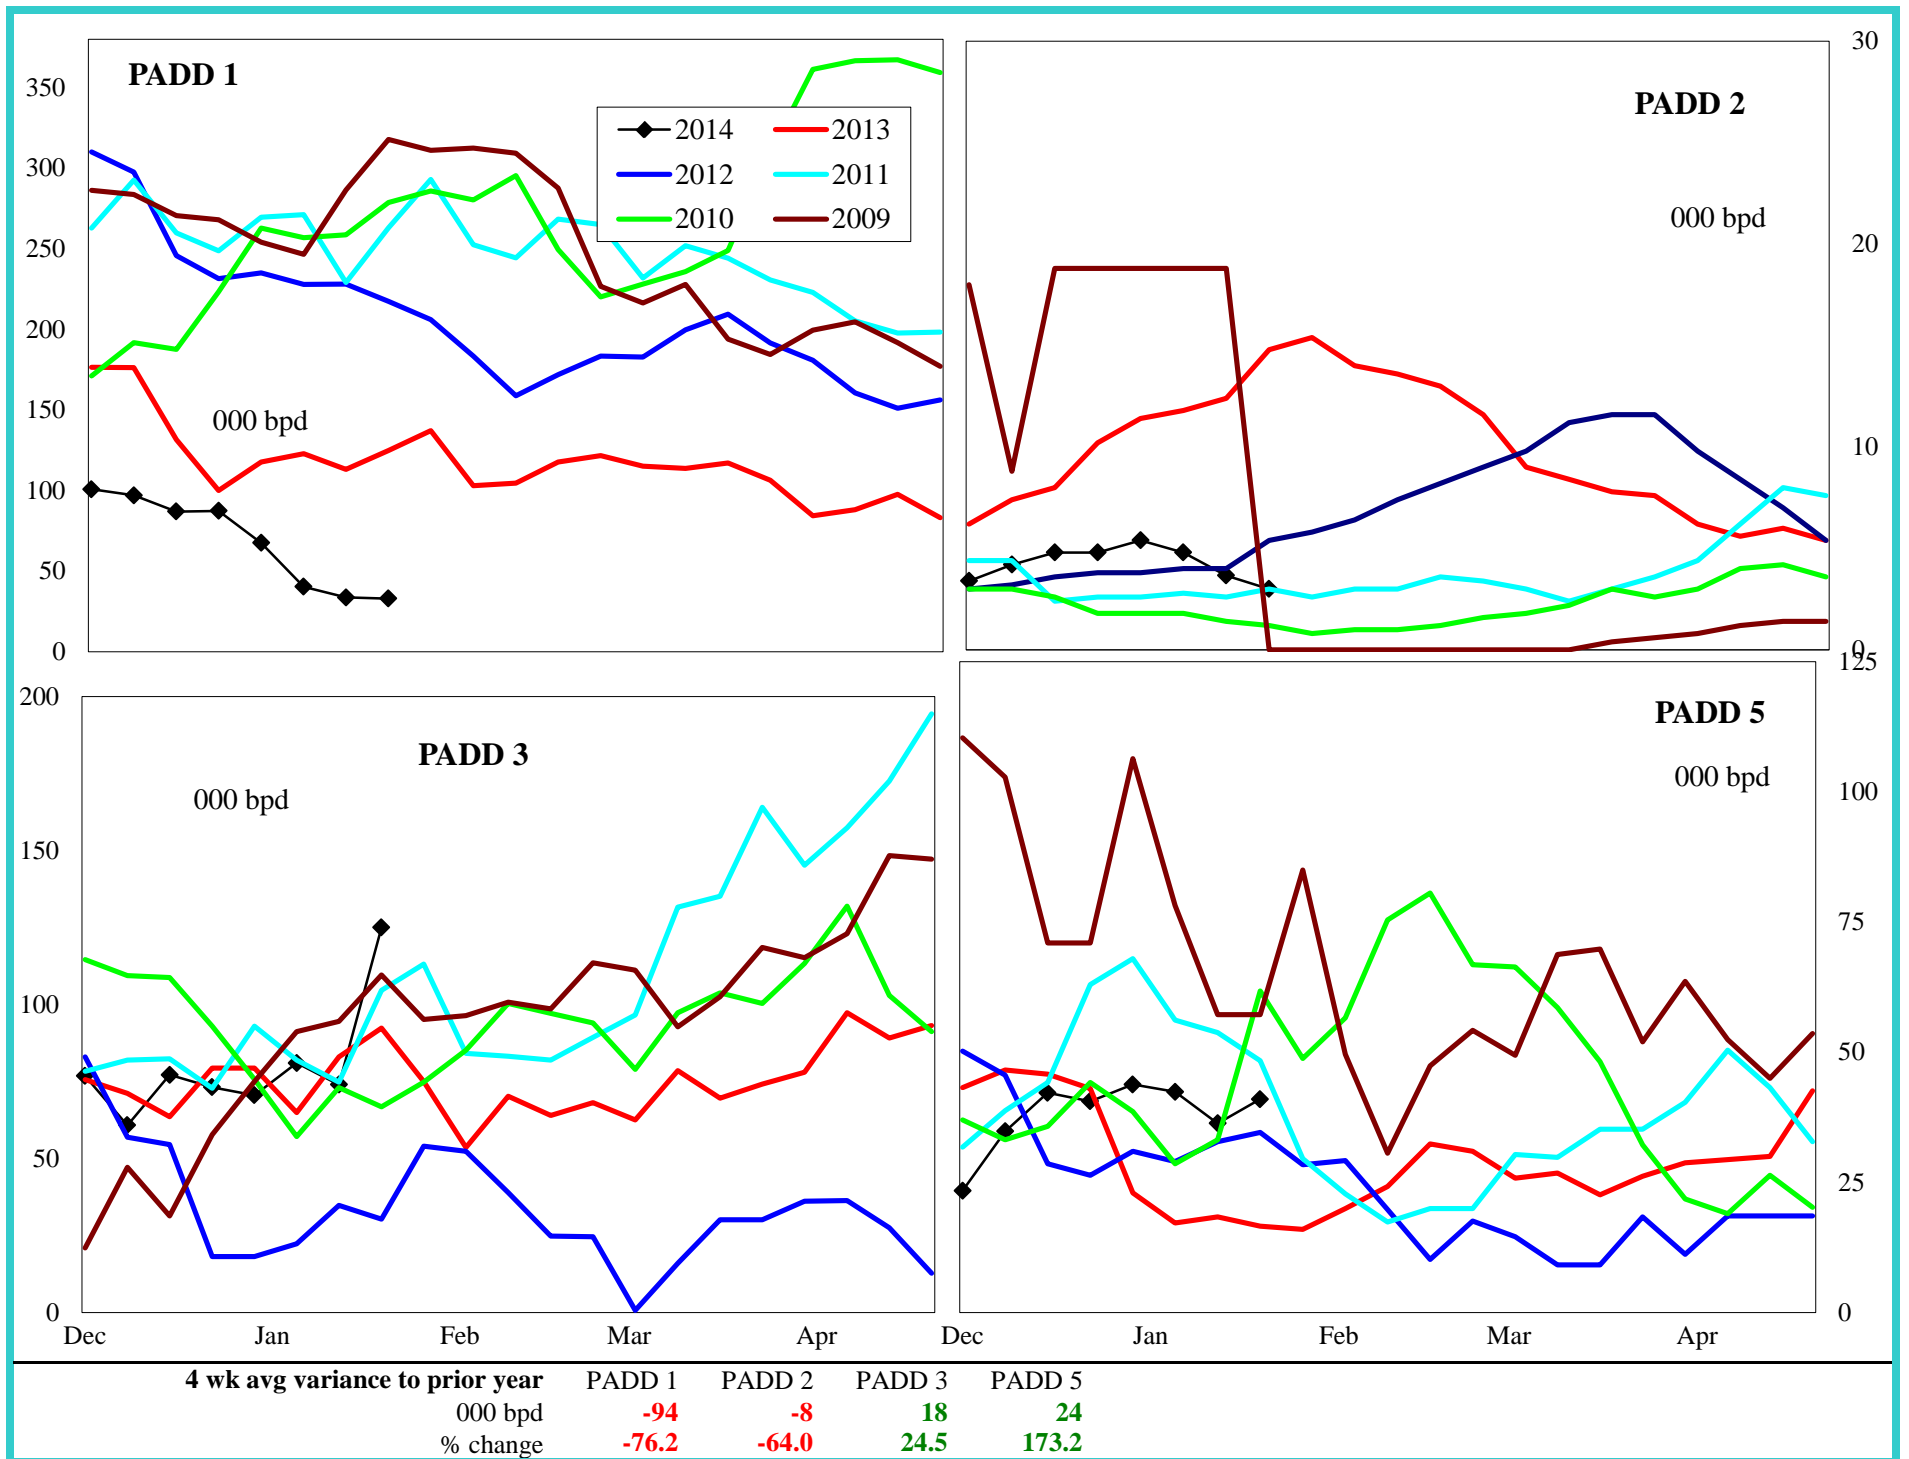 PADD 1
350
300
250
200
150
100
50
0
2014 2013
2012 2011
2010 2009
000 bpd
PADD 2
000 bpd
30
20
10
0
PADD 3
000 bpd
200
150
100
50
0
Dec Jan Feb Mar Apr
PADD 5
000 bpd
125
100
75
50
25
0
Dec Jan Feb Mar Apr
4 wk avg variance to prior year PADD 1 PADD 2 PADD 3 PADD 5
000 bpd -94 -8 18 24
% change -76.2 -64.0 24.5 173.2